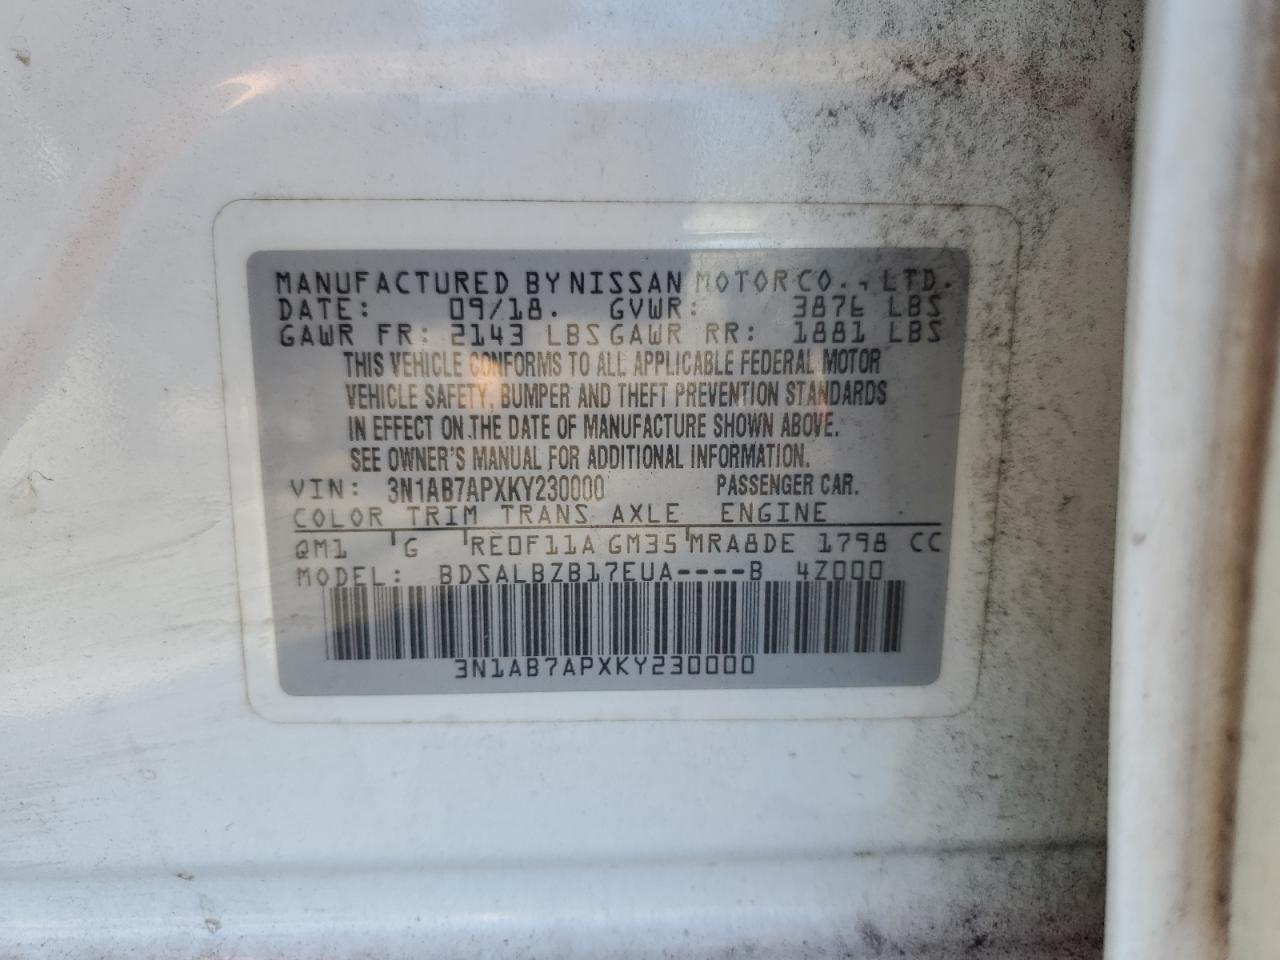 MANUFACTURED BY NISSAN MOTOR CO., LTD.
DATE: 09/18. GVWR: 3876 LBS
GAWR FR: 2143 LBS GAWR RR: 1881 LBS
THIS VEHICLE CONFORMS TO ALL APPLICABLE FEDERAL MOTOR
VEHICLE SAFETY, BUMPER AND THEFT PREVENTION STANDARDS
IN EFFECT ON THE DATE OF MANUFACTURE SHOWN ABOVE.
SEE OWNER'S MANUAL FOR ADDITIONAL INFORMATION.
VIN: 3N1AB7APXKY230000 PASSENGER CAR.
COLOR TRIM TRANS AXLE ENGINE
QM1 G RE0F11A GM35 MRA8DE 1798 CC
MODEL: BDSALBZB17EUA----B 4Z000
3N1AB7APXKY230000